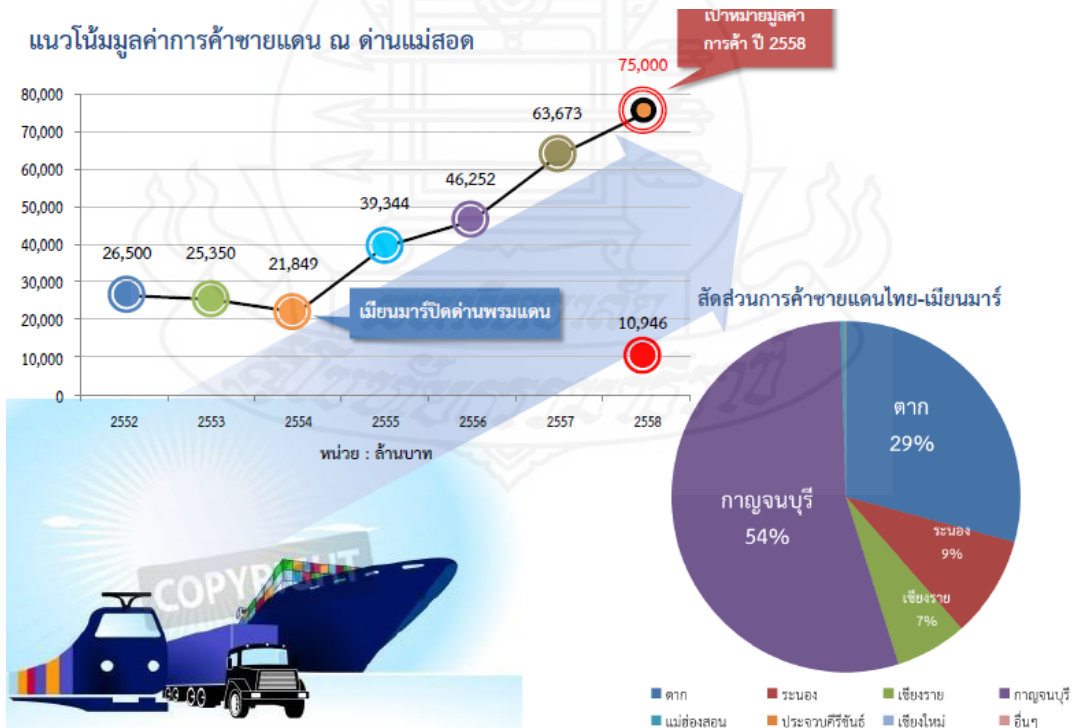 เป้าหมายมูลค่า
การค้า ปี 2558
แนวโน้มมูลค่าการค้าชายแดน ณ ด่านแม่สอด
75,000
80,000
70,000
60,000
50,000
40,000
30,000
20,000
10,000
0
26,500
25,350
21,849
39,344
46,252
63,673
10,946
เมียนมาร์ปิดด่านพรมแดน
2552
2553
2554
2555
2556
2557
2558
หน่วย : ล้านบาท
สัดส่วนการค้าชายแดนไทย-เมียนมาร์
ตาก
29%
ระนอง
9%
เชียงราย
7%
กาญจนบุรี
54%
ตาก
ระนอง
เชียงราย
กาญจนบุรี
แม่ฮ่องสอน
ประจวบคีรีขันธ์
เชียงใหม่
อื่นๆ
COPYRIGHT